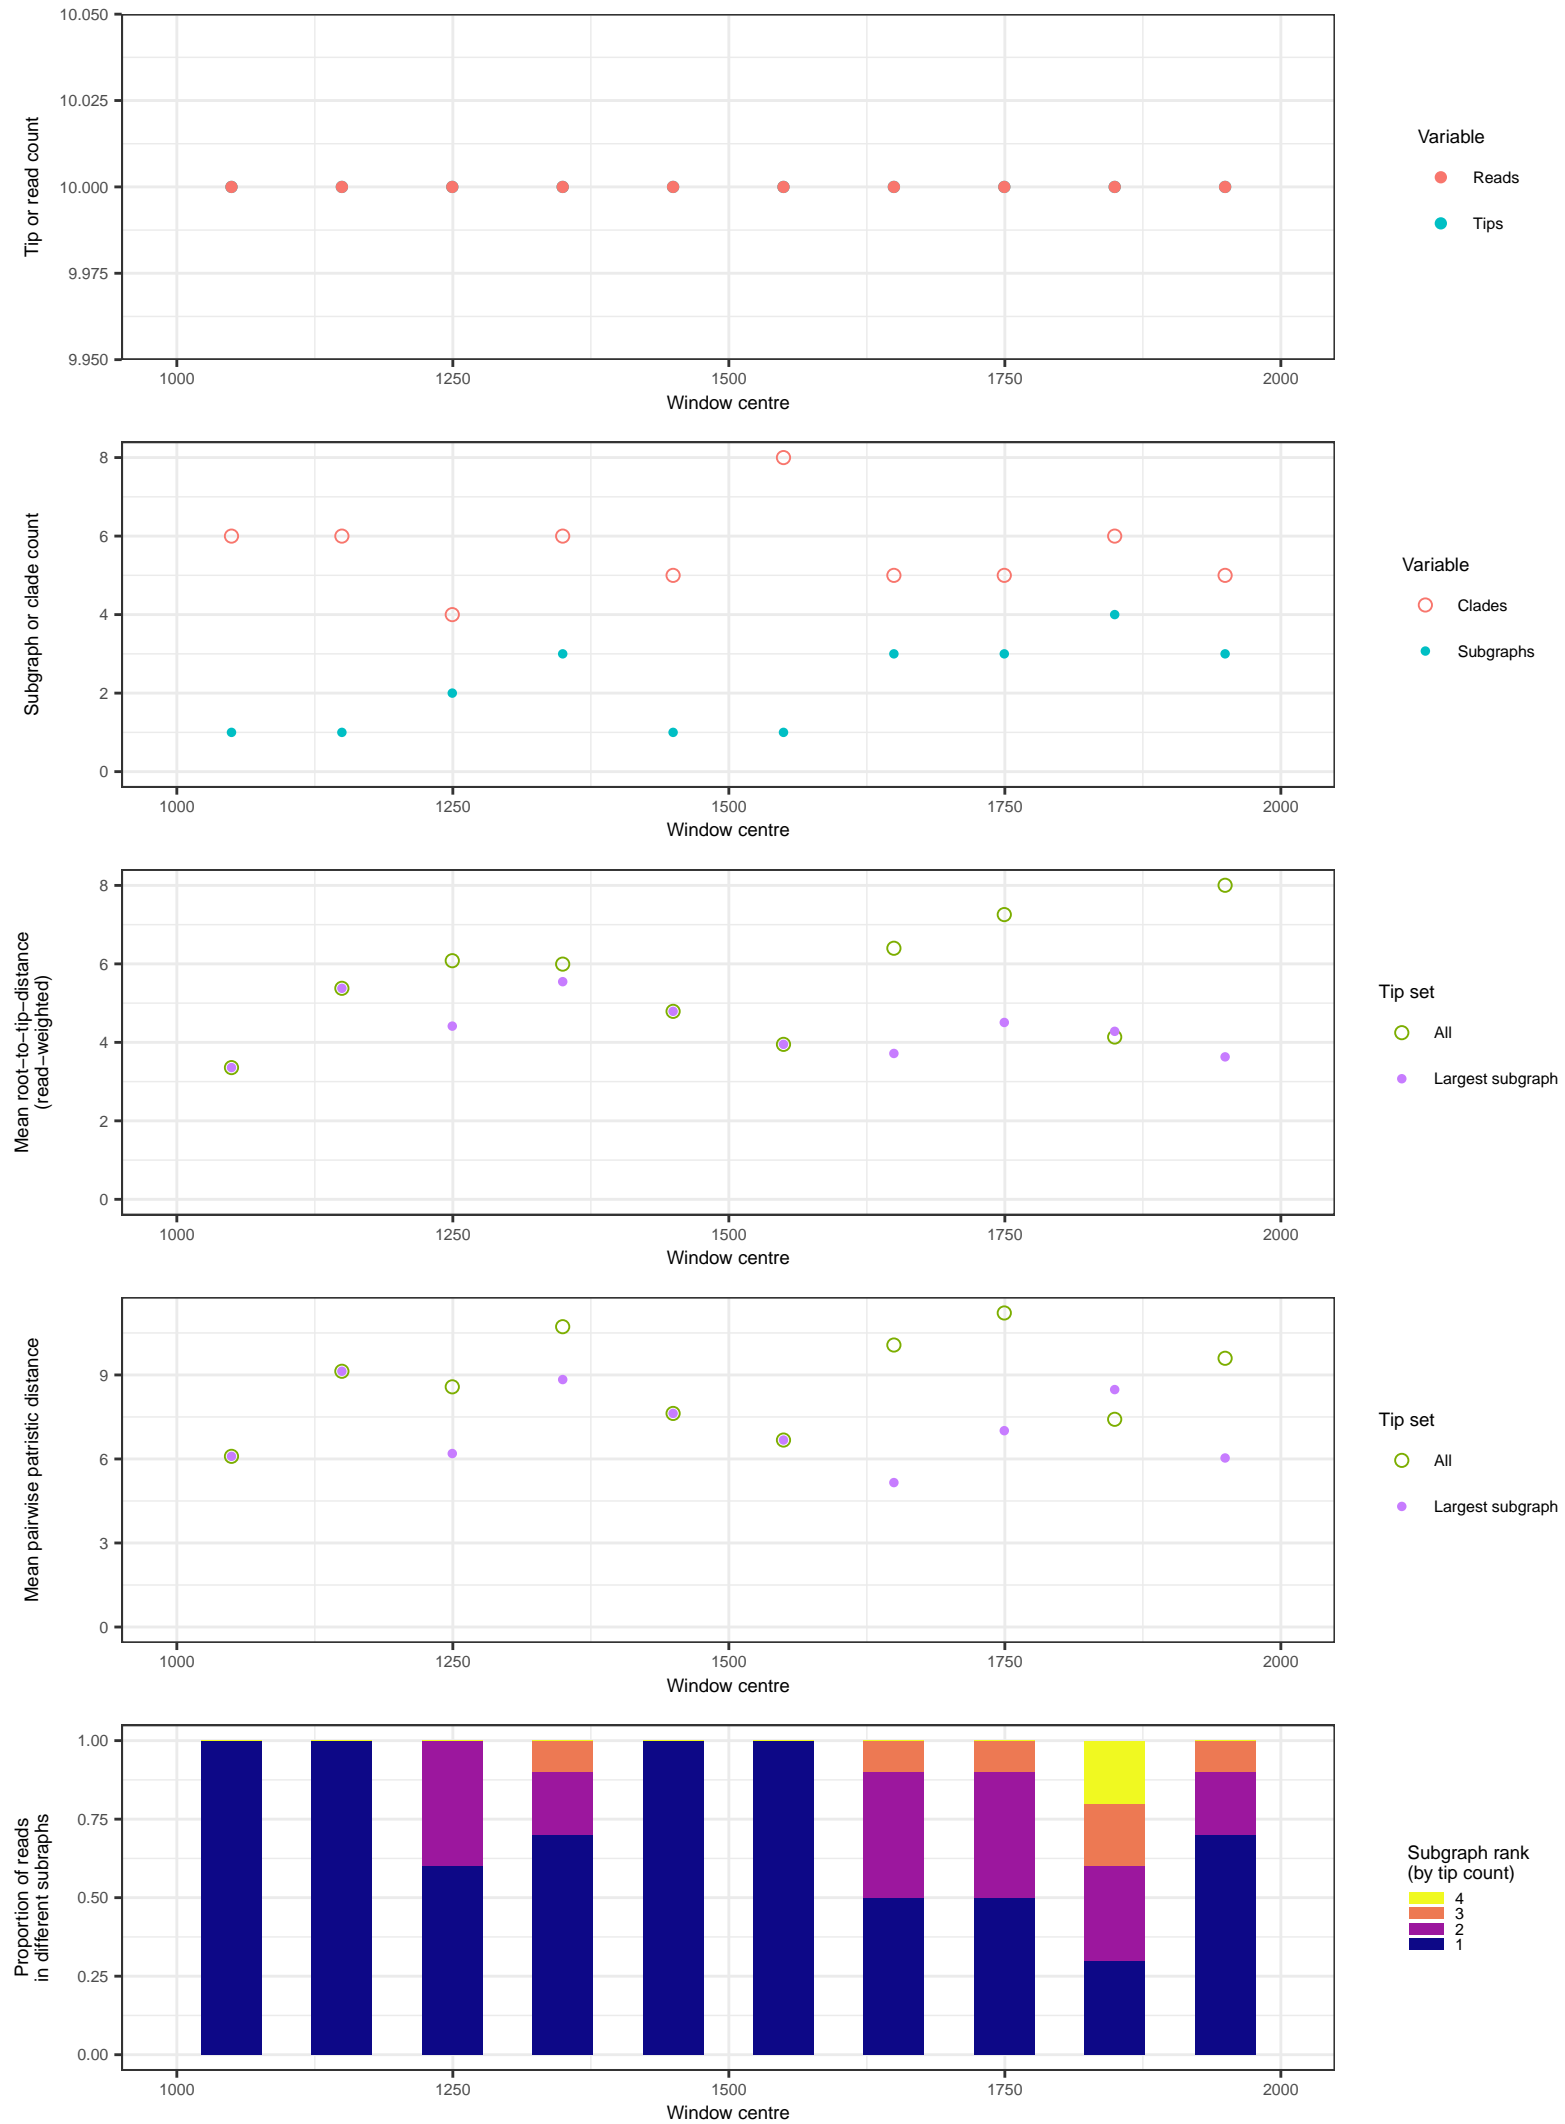 10.050
10.025
10.000
9.975
9.950
Tip or read count
1000 1250 1500 1750 2000
Window centre
Variable
Reads
Tips
8
6
4
2
0
Subgraph or clade count
1000 1250 1500 1750 2000
Window centre
Variable
Clades
Subgraphs
8
6
4
2
0
Mean root−to−tip−distance
(read−weighted)
1000 1250 1500 1750 2000
Window centre
Tip set
All
Largest subgraph
9
6
3
0
Mean pairwise patristic distance
1000 1250 1500 1750 2000
Window centre
Tip set
All
Largest subgraph
1.00
0.75
0.50
0.25
0.00
Proportion of reads
in different subraphs
1000 1250 1500 1750 2000
Window centre
Subgraph rank
(by tip count)
4
3
2
1